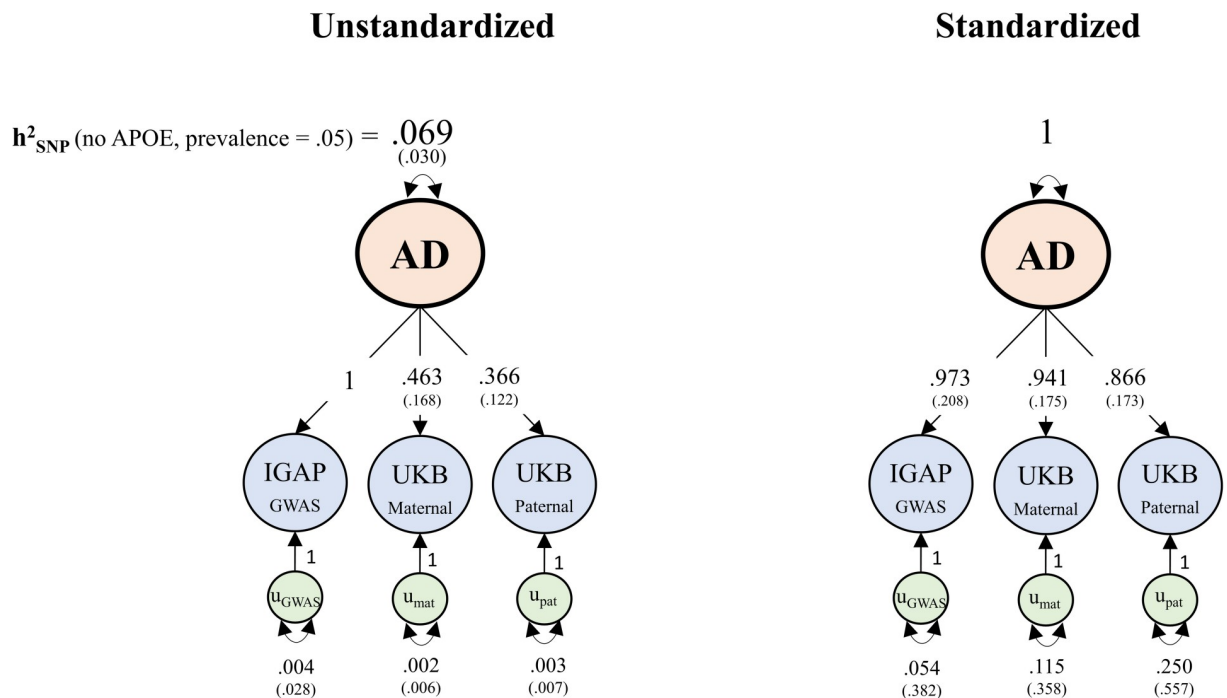 Unstandardized
h²SNP (no APOE, prevalence = .05) = .069
(.030)
AD
1 .463 .366
(.168) (.122)
IGAP UKB UKB
GWAS Maternal Paternal
1 1 1
uGWAS umat upat
.004 .002 .003
(.028) (.006) (.007)
Standardized
1
AD
.973 .941 .866
(.208) (.175) (.173)
IGAP UKB UKB
GWAS Maternal Paternal
1 1 1
uGWAS umat upat
.054 .115 .250
(.382) (.358) (.557)